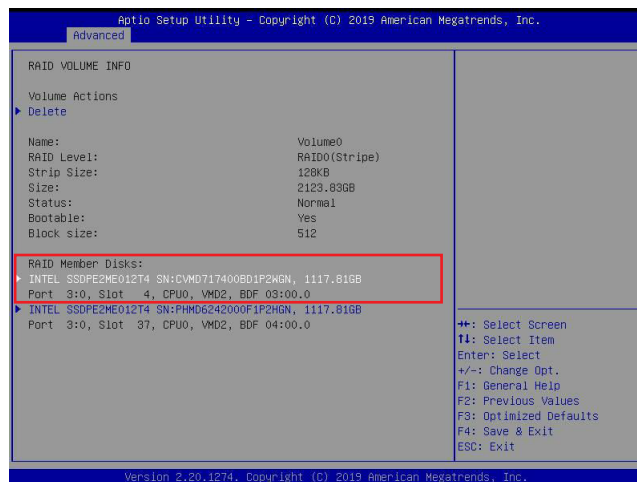 Aptio Setup Utility – Copyright (C) 2019 American Megatrends, Inc.
Advanced
RAID VOLUME INFO
Volume Actions
Delete
Name: Volume0
RAID Level: RAID0(Stripe)
Strip Size: 128KB
Size: 2123.83GB
Status: Normal
Bootable: Yes
Block size: 512
RAID Member Disks:
INTEL SSDPE2ME012T4 SN:CVMD717400BD1P2WGN, 1117.81GB
Port 3:0, Slot 4, CPU0, VMD2, BDF 03:00.0
INTEL SSDPE2ME012T4 SN:PHMD6242000F1P2HGN, 1117.81GB
Port 3:0, Slot 37, CPU0, VMD2, BDF 04:00.0
→←: Select Screen
↑↓: Select Item
Enter: Select
+/-: Change Opt.
F1: General Help
F2: Previous Values
F3: Optimized Defaults
F4: Save & Exit
ESC: Exit
Version 2.20.1274. Copyright (C) 2019 American Megatrends, Inc.